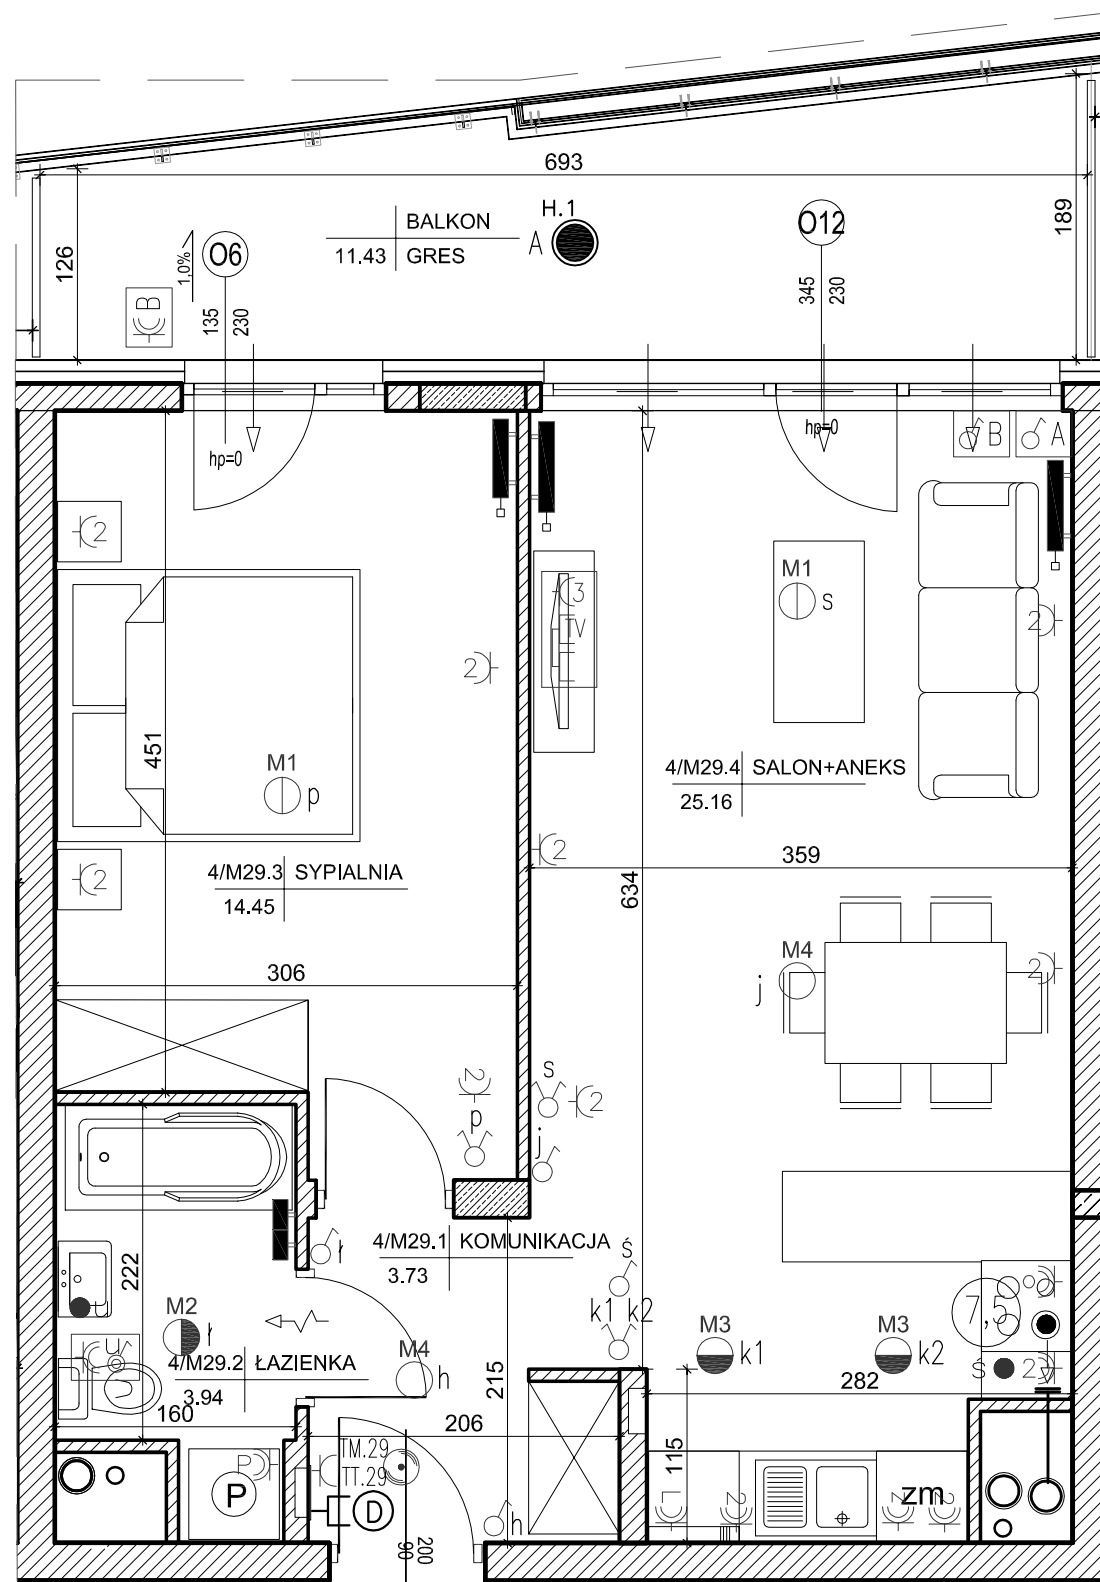 693
H.1
BALKON
A
11.43
GRES
O6
O12
126
189
1,0%
B
135
230
345
230
hp=0
hp=0
B
A
2
M1
S
3
TV
2
2
451
M1
p
4/M29.4
SALON+ANEKS
25.16
2
2
359
4/M29.3
SYPIALNIA
14.45
634
M4
j
2
306
S
2
2
p
j
4/M29.1
KOMUNIKACJA
3.73
ł
Ś
222
k1 k2
7,5
M2
ł
M3
k1
M3
k2
4/M29.2
ŁAZIENKA
3.94
M4
h
Ś
2
160
215
206
282
TM.29
TT.29
P
P
D
115
L
2
zm
Z
2
h
90
200